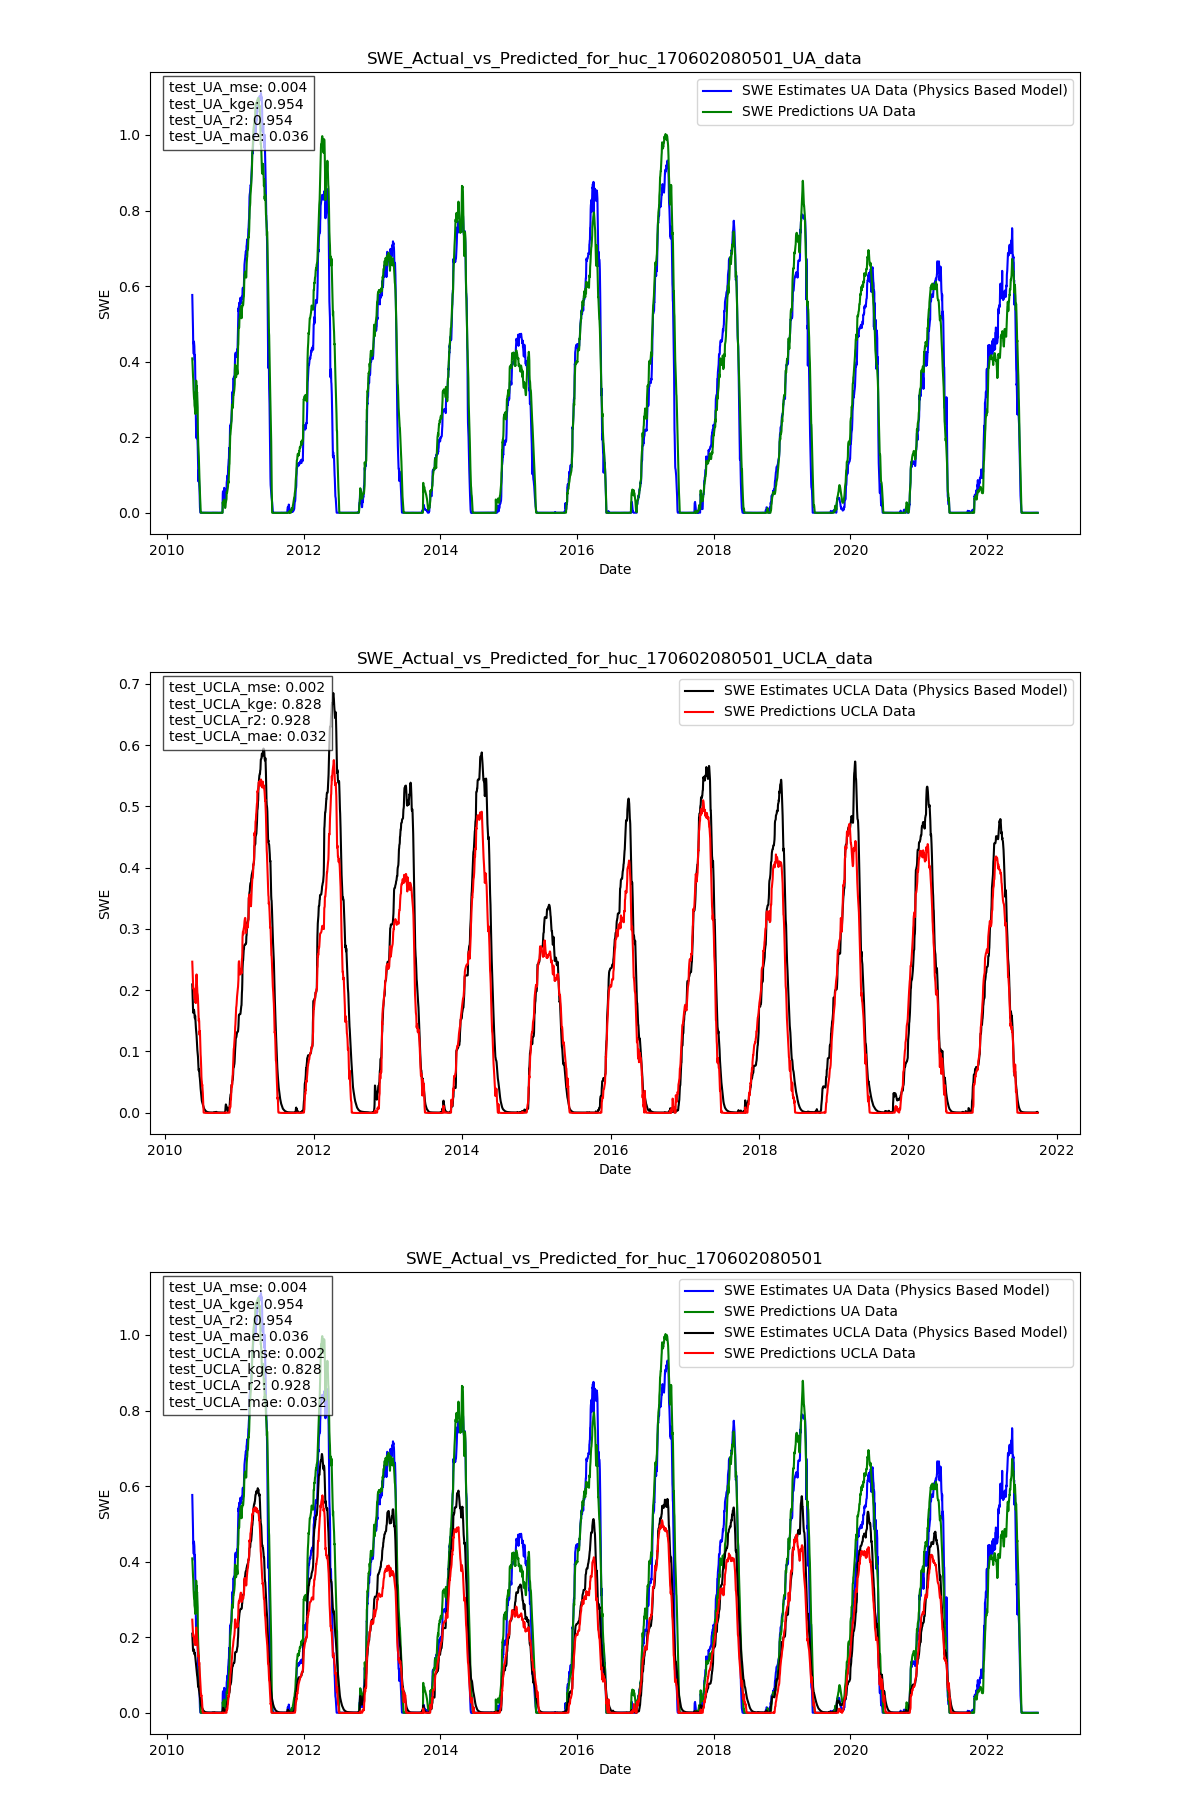 SWE_Actual_vs_Predicted_for_huc_170602080501_UA_data
test_UA_mse: 0.004
test_UA_kge: 0.954
test_UA_r2: 0.954
test_UA_mae: 0.036
SWE Estimates UA Data (Physics Based Model)
SWE Predictions UA Data
1.0
0.8
0.6
0.4
0.2
0.0
SWE
2010
2012
2014
2016
2018
2020
2022
Date
SWE_Actual_vs_Predicted_for_huc_170602080501_UCLA_data
test_UCLA_mse: 0.002
test_UCLA_kge: 0.828
test_UCLA_r2: 0.928
test_UCLA_mae: 0.032
SWE Estimates UCLA Data (Physics Based Model)
SWE Predictions UCLA Data
0.7
0.6
0.5
0.4
0.3
0.2
0.1
0.0
SWE
2010
2012
2014
2016
2018
2020
2022
Date
SWE_Actual_vs_Predicted_for_huc_170602080501
test_UA_mse: 0.004
test_UA_kge: 0.954
test_UA_r2: 0.954
test_UA_mae: 0.036
test_UCLA_mse: 0.002
test_UCLA_kge: 0.828
test_UCLA_r2: 0.928
test_UCLA_mae: 0.032
SWE Estimates UA Data (Physics Based Model)
SWE Predictions UA Data
SWE Estimates UCLA Data (Physics Based Model)
SWE Predictions UCLA Data
1.0
0.8
0.6
0.4
0.2
0.0
SWE
2010
2012
2014
2016
2018
2020
2022
Date